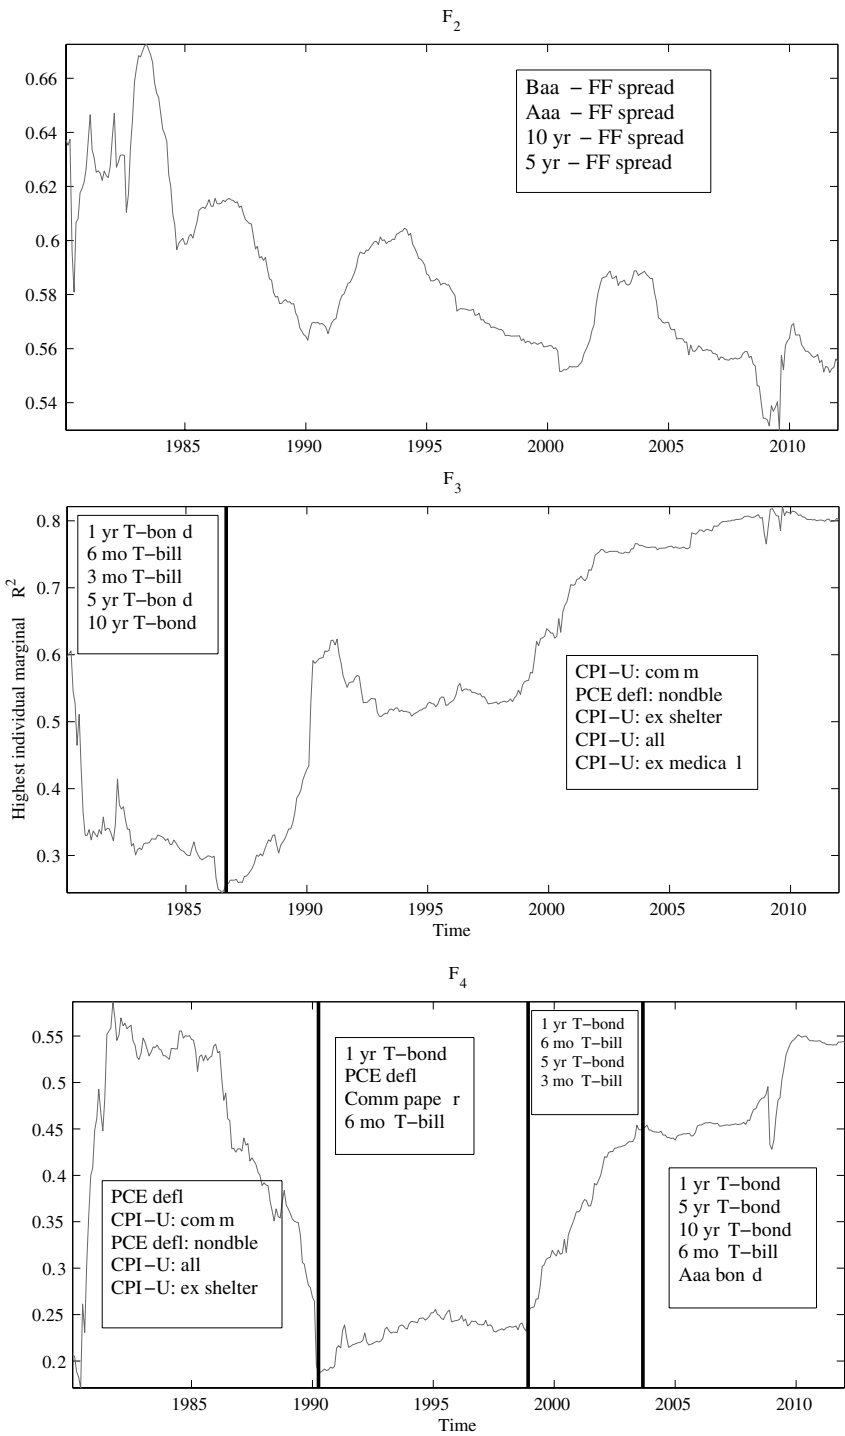 F2
0.66
0.64
0.62
0.6
0.58
0.56
0.54
Baa − FF spread
Aaa − FF spread
10 yr − FF spread
5 yr − FF spread
1985 1990 1995 2000 2005 2010
F3
Highest individual marginal R2
0.8
0.7
0.6
0.5
0.4
0.3
1 yr T−bon d
6 mo T−bill
3 mo T−bill
5 yr T−bon d
10 yr T−bond
CPI−U: com m
PCE defl: nondble
CPI−U: ex shelter
CPI−U: all
CPI−U: ex medica l
1985 1990 1995 2000 2005 2010
Time
F4
0.55
0.5
0.45
0.4
0.35
0.3
0.25
0.2
PCE defl
CPI−U: com m
PCE defl: nondble
CPI−U: all
CPI−U: ex shelter
1 yr T−bond
PCE defl
Comm pape r
6 mo T−bill
1 yr T−bond
6 mo T−bill
5 yr T−bond
3 mo T−bill
1 yr T−bond
5 yr T−bond
10 yr T−bond
6 mo T−bill
Aaa bon d
1985 1990 1995 2000 2005 2010
Time